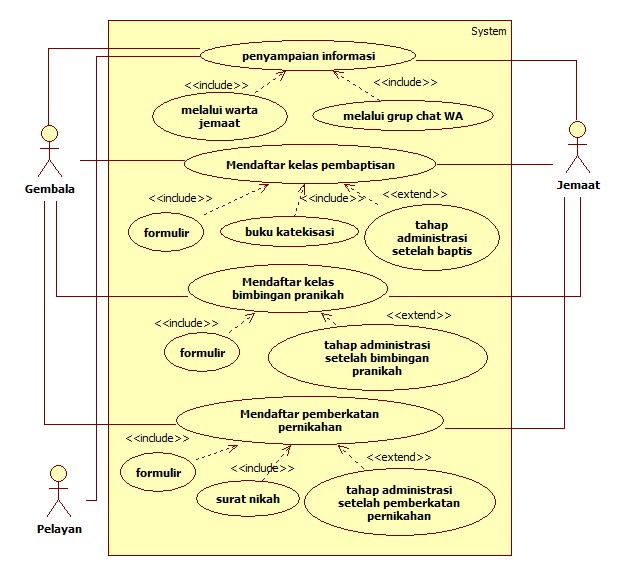 System
penyampaian informasi
<<include>>
<<include>>
melalui warta
jemaat
melalui grup chat WA
Gembala
Jemaat
Mendaftar kelas pembaptisan
<<include>>
<<include>>
<<extend>>
formulir
buku katekisasi
tahap
administrasi
setelah baptis
Mendaftar kelas
bimbingan pranikah
<<include>>
<<extend>>
formulir
tahap administrasi
setelah bimbingan
pranikah
Mendaftar pemberkatan
pernikahan
<<include>>
<<include>>
<<extend>>
formulir
surat nikah
tahap administrasi
setelah pemberkatan
pernikahan
Pelayan